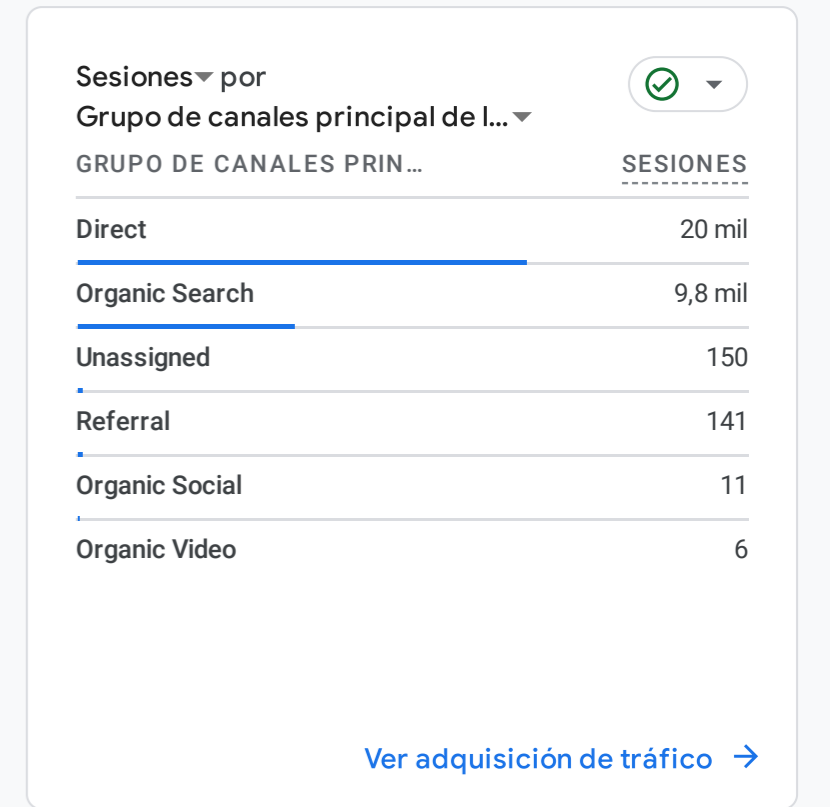 Sesiones por
Grupo de canales principal de l...
GRUPO DE CANALES PRIN... SESIONES
Direct 20 mil
Organic Search 9,8 mil
Unassigned 150
Referral 141
Organic Social 11
Organic Video 6
Ver adquisición de tráfico